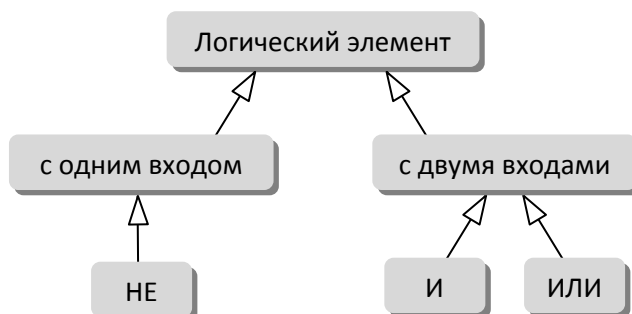 Логический элемент
с одним входом
с двумя входами
НЕ
И
ИЛИ